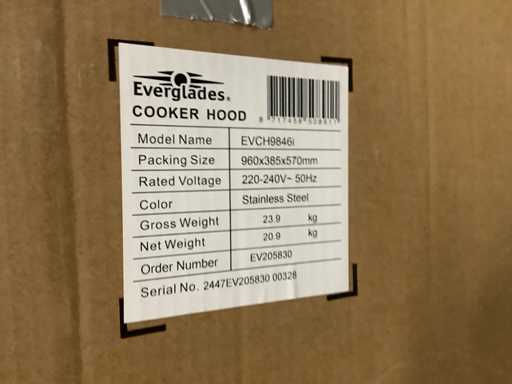 Everglades®
COOKER HOOD
Model Name EVCH9846i
Packing Size 960x385x570mm
Rated Voltage 220-240V~ 50Hz
Color Stainless Steel
Gross Weight 23.9 kg
Net Weight 20.9 kg
Order Number EV205830
Serial No. 2447EV205830 00328